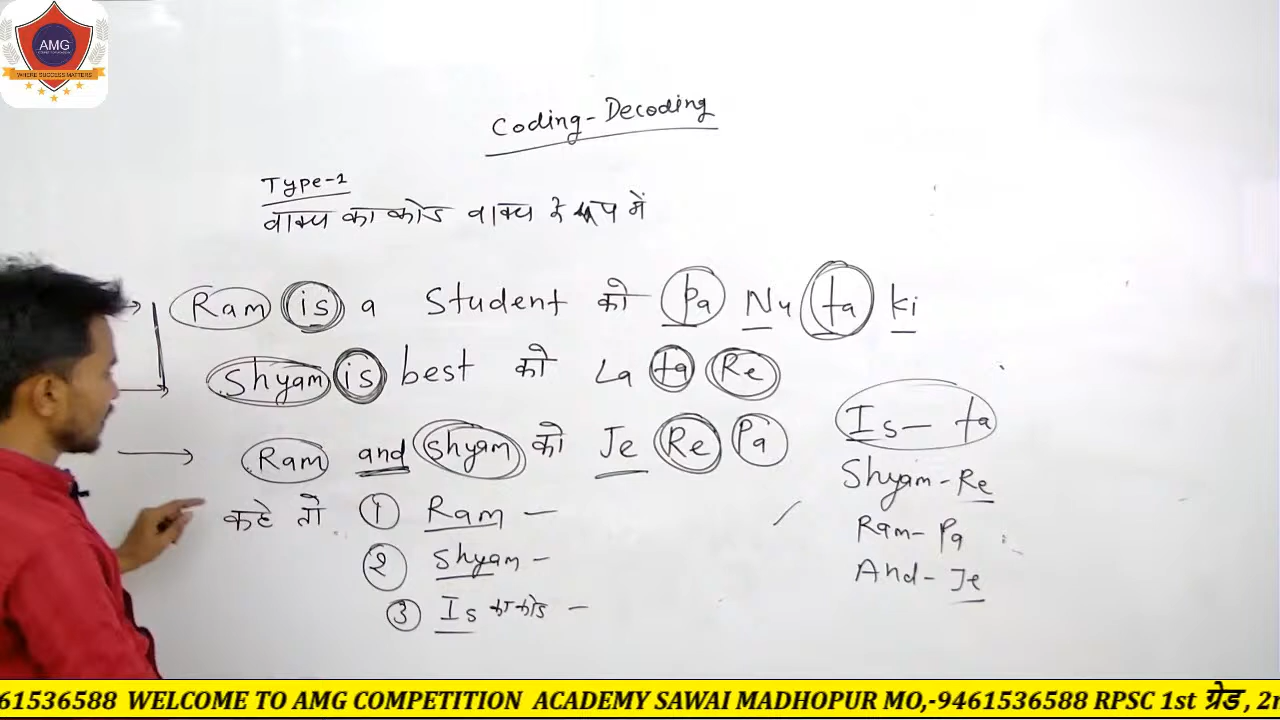 AMG
WHERE SUCCESS MATTERS
Coding-Decoding
Type-1
वाक्य का कोड वाक्य के रूप में
Ram is a Student को Pa Nu ta ki
Shyam is best को La ta Re
Ram and Shyam को Je Re Pa
कहे तो ① Ram —
② Shyam —
③ Is का कोड —
Is — ta
Shyam - Re
Ram - Pa
And - Je
61536588 WELCOME TO AMG COMPETITION ACADEMY SAWAI MADHOPUR MO,-9461536588 RPSC 1st ग्रेड, 2n